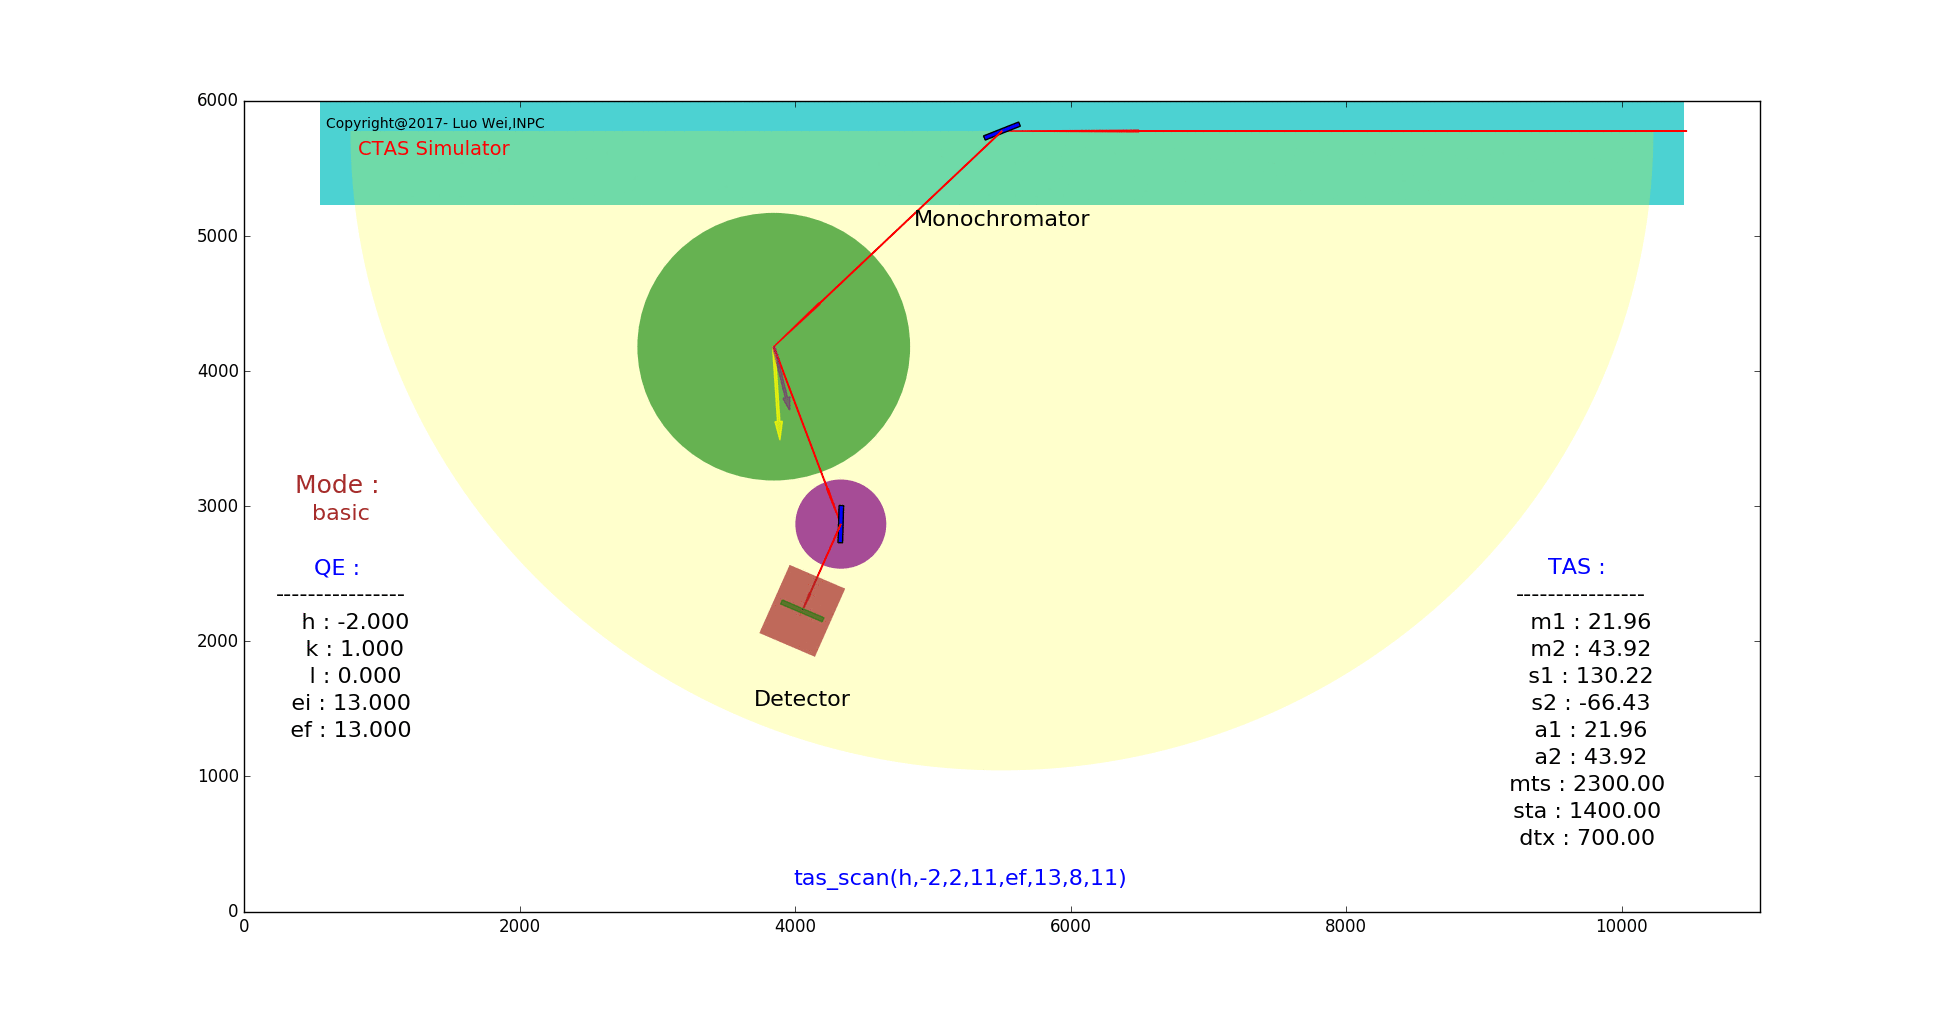 6000
Copyright@2017- Luo Wei,INPC
CTAS Simulator
Monochromator
5000
4000
3000
2000
1000
0
Mode :
basic
QE :
----------------
h : -2.000
k : 1.000
l : 0.000
ei : 13.000
ef : 13.000
Detector
TAS :
----------------
m1 : 21.96
m2 : 43.92
s1 : 130.22
s2 : -66.43
a1 : 21.96
a2 : 43.92
mts : 2300.00
sta : 1400.00
dtx : 700.00
tas_scan(h,-2,2,11,ef,13,8,11)
0 2000 4000 6000 8000 10000